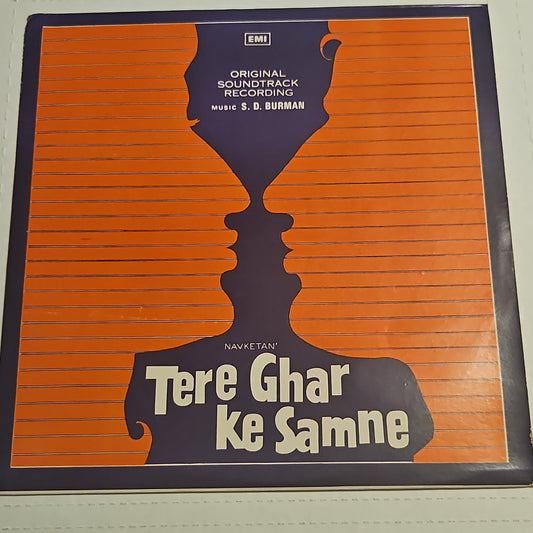 EMI
ORIGINAL
SOUNDTRACK
RECORDING
MUSIC S. D. BURMAN
NAVKETAN'
Tere Ghar
ke Samne